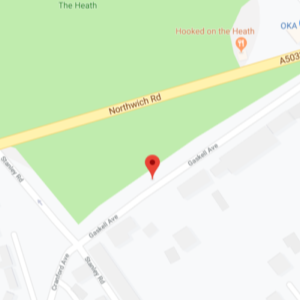 The Heath
Hooked on the Heath
OKA
A503
Northwich Rd
Stanley Rd
Gaskell Ave
Gaskell Ave
Cranford Ave
Stanley Rd